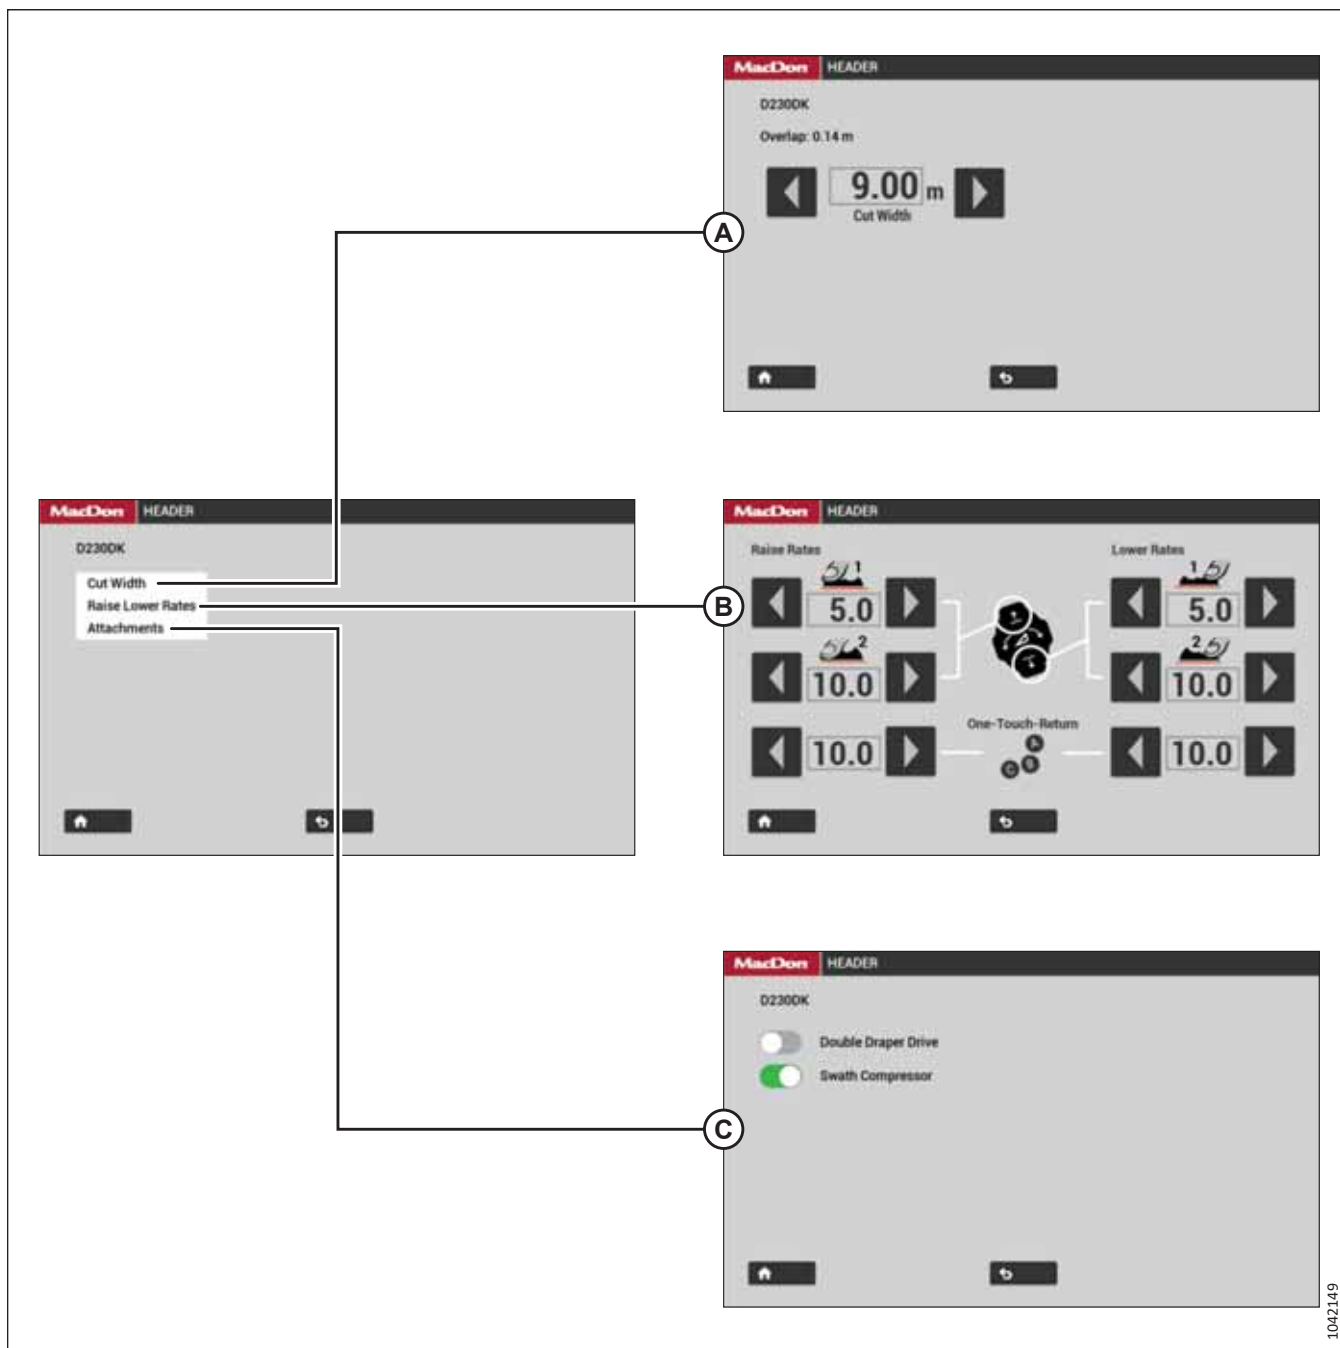 MacDon HEADER
D230DK
Overlap: 0.14 m
9.00 m
Cut Width
A
MacDon HEADER
D230DK
Cut Width
Raise Lower Rates
Attachments
MacDon HEADER
Raise Rates Lower Rates
1 1
5.0 5.0
B
2 2
10.0 10.0
One-Touch-Return
A
10.0 10.0
C B
MacDon HEADER
D230DK
Double Draper Drive
Swath Compressor
C
1042149